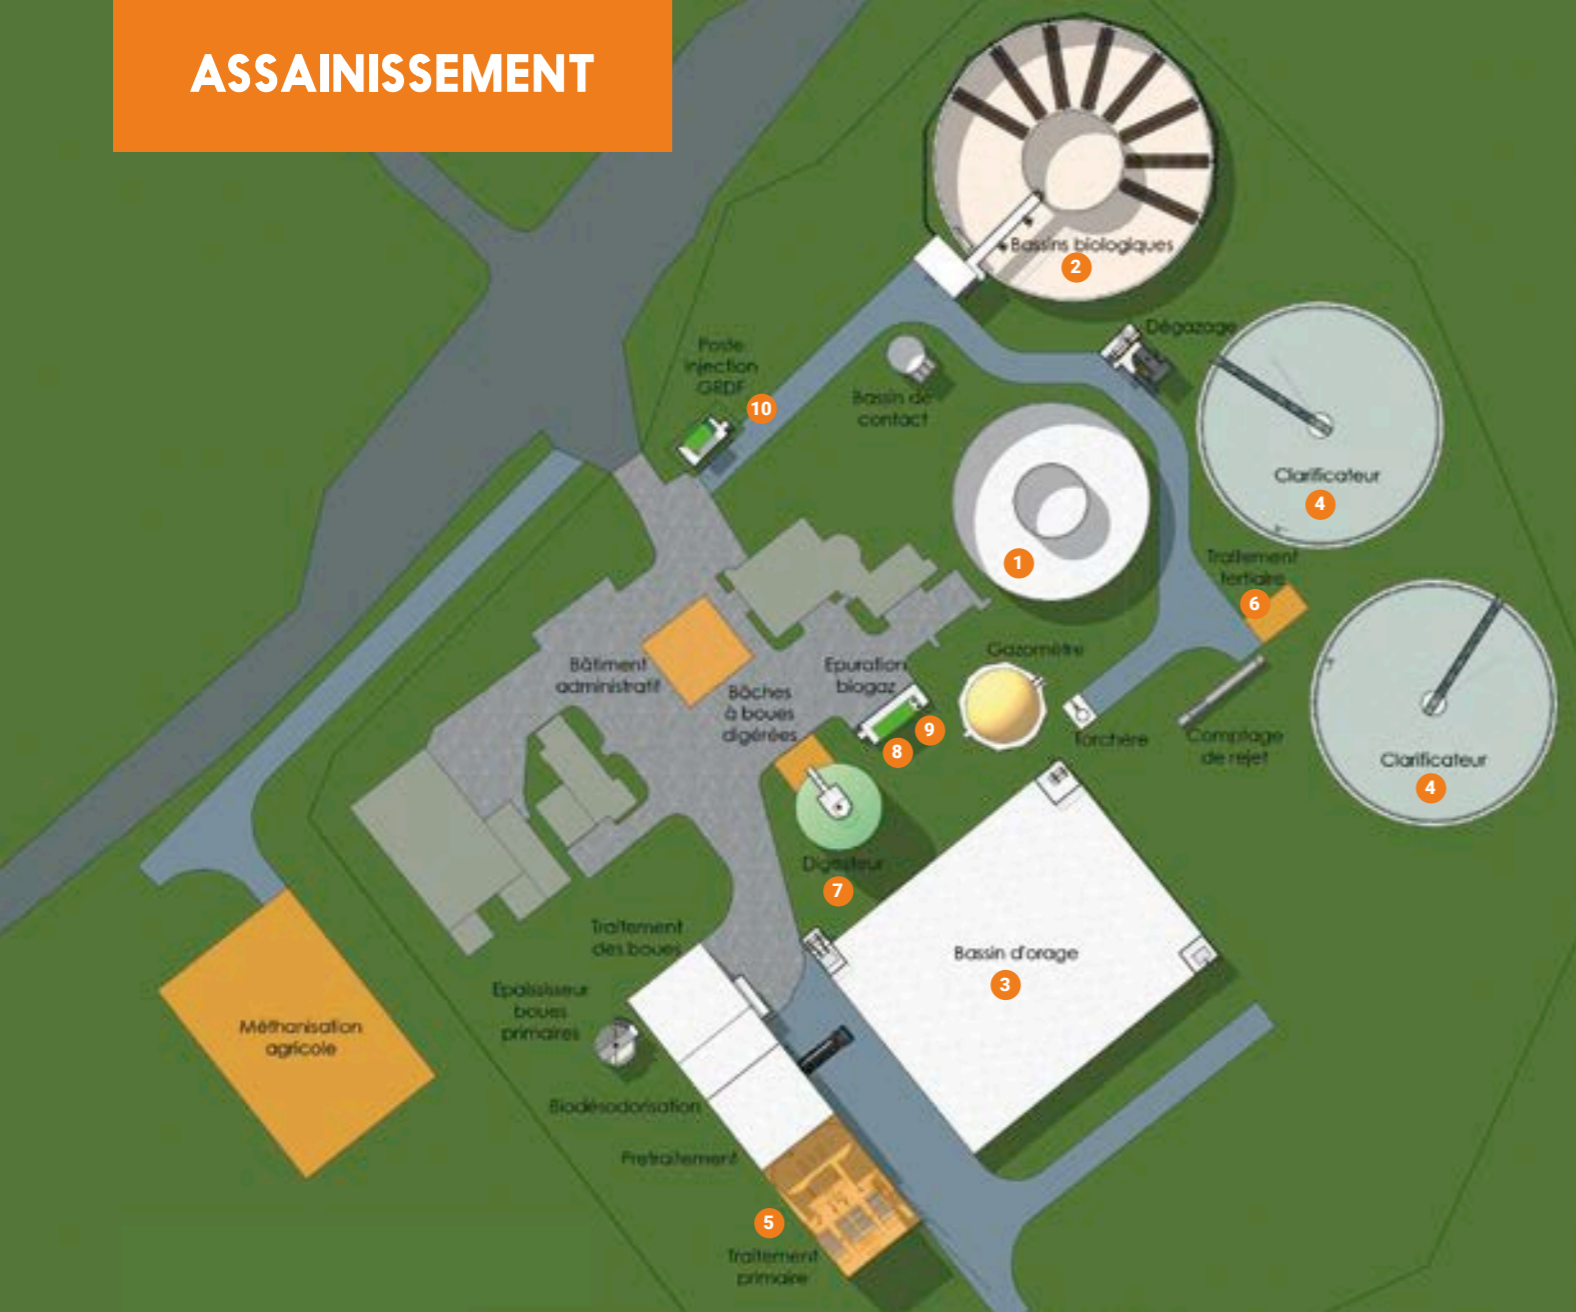 ASSAINISSEMENT
Bassins biologiques
2
Dégazage
Poste
injection
GRDF
10
Bassin de
contact
Clarificateur
4
1
Traitement
tertiaire
6
Bâtiment
administratif
Bâches
à boues
digérées
Epuration
biogaz
Gazomètre
9
8
Torchère
Comptage
de rejet
Clarificateur
4
Digesteur
7
Traitement
des boues
Bassin d'orage
3
Epaississeur
boues
primaires
Méthanisation
agricole
Biodésodorisation
Pretraitement
5
Traitement
primaire